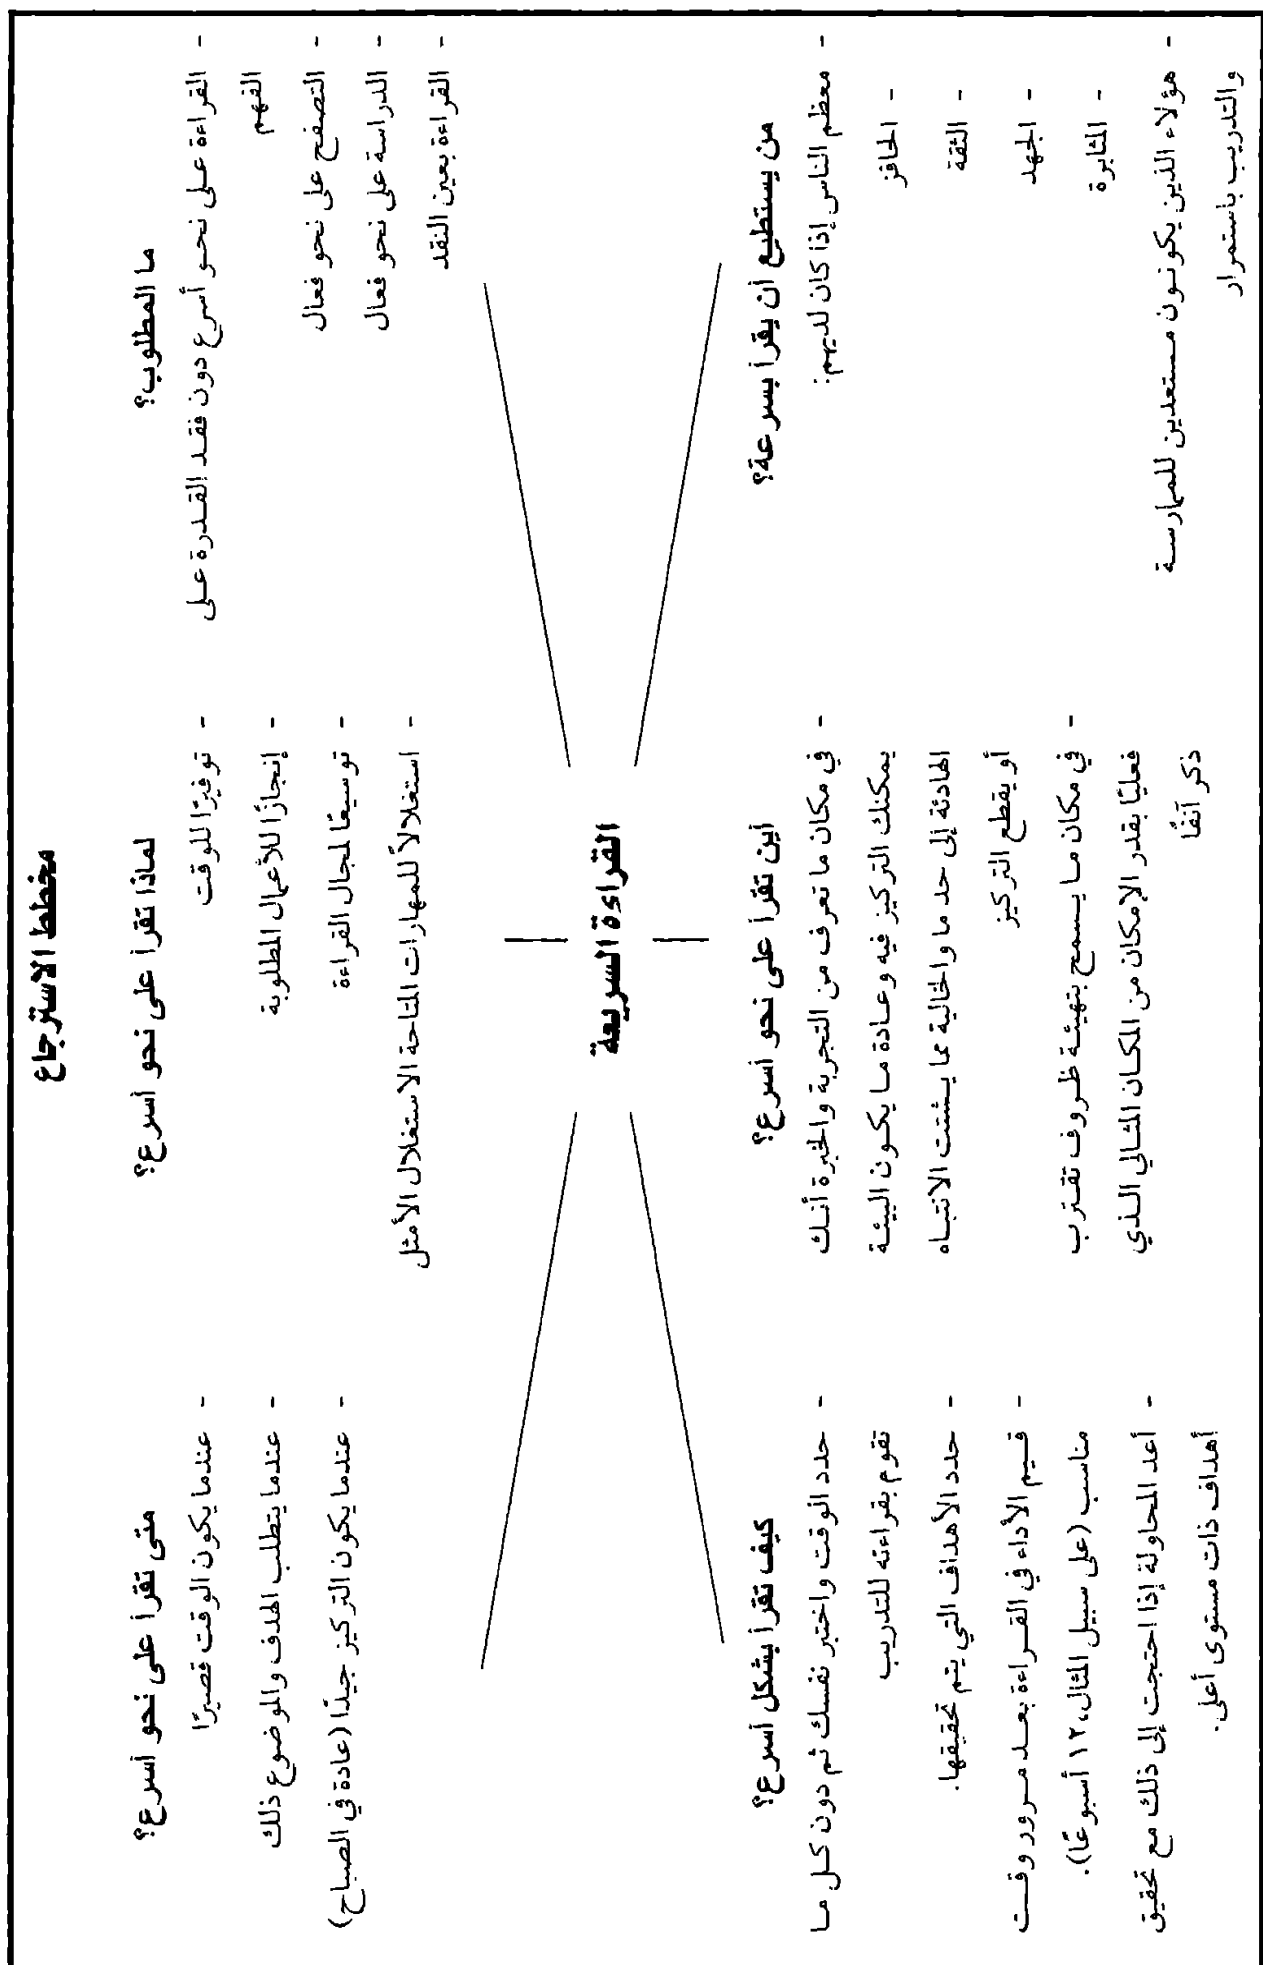 مخطط الاسترجاع
ما المطلوب؟
- القراءة على نحو أسرع دون فقد القدرة على
الفهم
- التصفح على نحو فعال
- الدراسة على نحو فعال
- القراءة بعين النقد
لماذا تقرأ على نحو أسرع؟
- توفيرًا للوقت
- إنجازًا للأعمال المطلوبة
- توسيعًا لمجال القراءة
- استغلالاً للمهارات المتاحة الاستغلال الأمثل
متى تقرأ على نحو أسرع؟
- عندما يكون الوقت قصيرًا
- عندما يتطلب الهدف والموضوع ذلك
- عندما يكون التركيز جيدًا (عادة في الصباح)
القراءة السريعة
من يستطيع أن يقرأ بسرعة؟
- معظم الناس إذا كان لديهم:
- الحافز
- الثقة
- الجهد
- المثابرة
- هؤلاء الذين يكونون مستعدين للممارسة
والتدريب باستمرار
أين تقرأ على نحو أسرع؟
- في مكان ما تعرف من التجربة والخبرة أنك
يمكنك التركيز فيه وعادة ما يكون البيئة
الهادئة إلى حد ما والخالية مما يشتت الانتباه
أو يقطع التركيز
- في مكان ما يسمح بتهيئة ظروف تقترب
فعليًا بقدر الإمكان من المكان المثالي الذي
ذكر آنفًا
كيف تقرأ بشكل أسرع؟
- حدد الوقت واختبر نفسك ثم دون كل ما
تقوم بقراءته للتدريب
- حدد الأهداف التي يتم تحقيقها.
- قيم الأداء في القراءة بعد مرور وقت
مناسب (على سبيل المثال، ١٢ أسبوعًا).
- أعد المحاولة إذا احتجت إلى ذلك مع تحقيق
أهداف ذات مستوى أعلى.